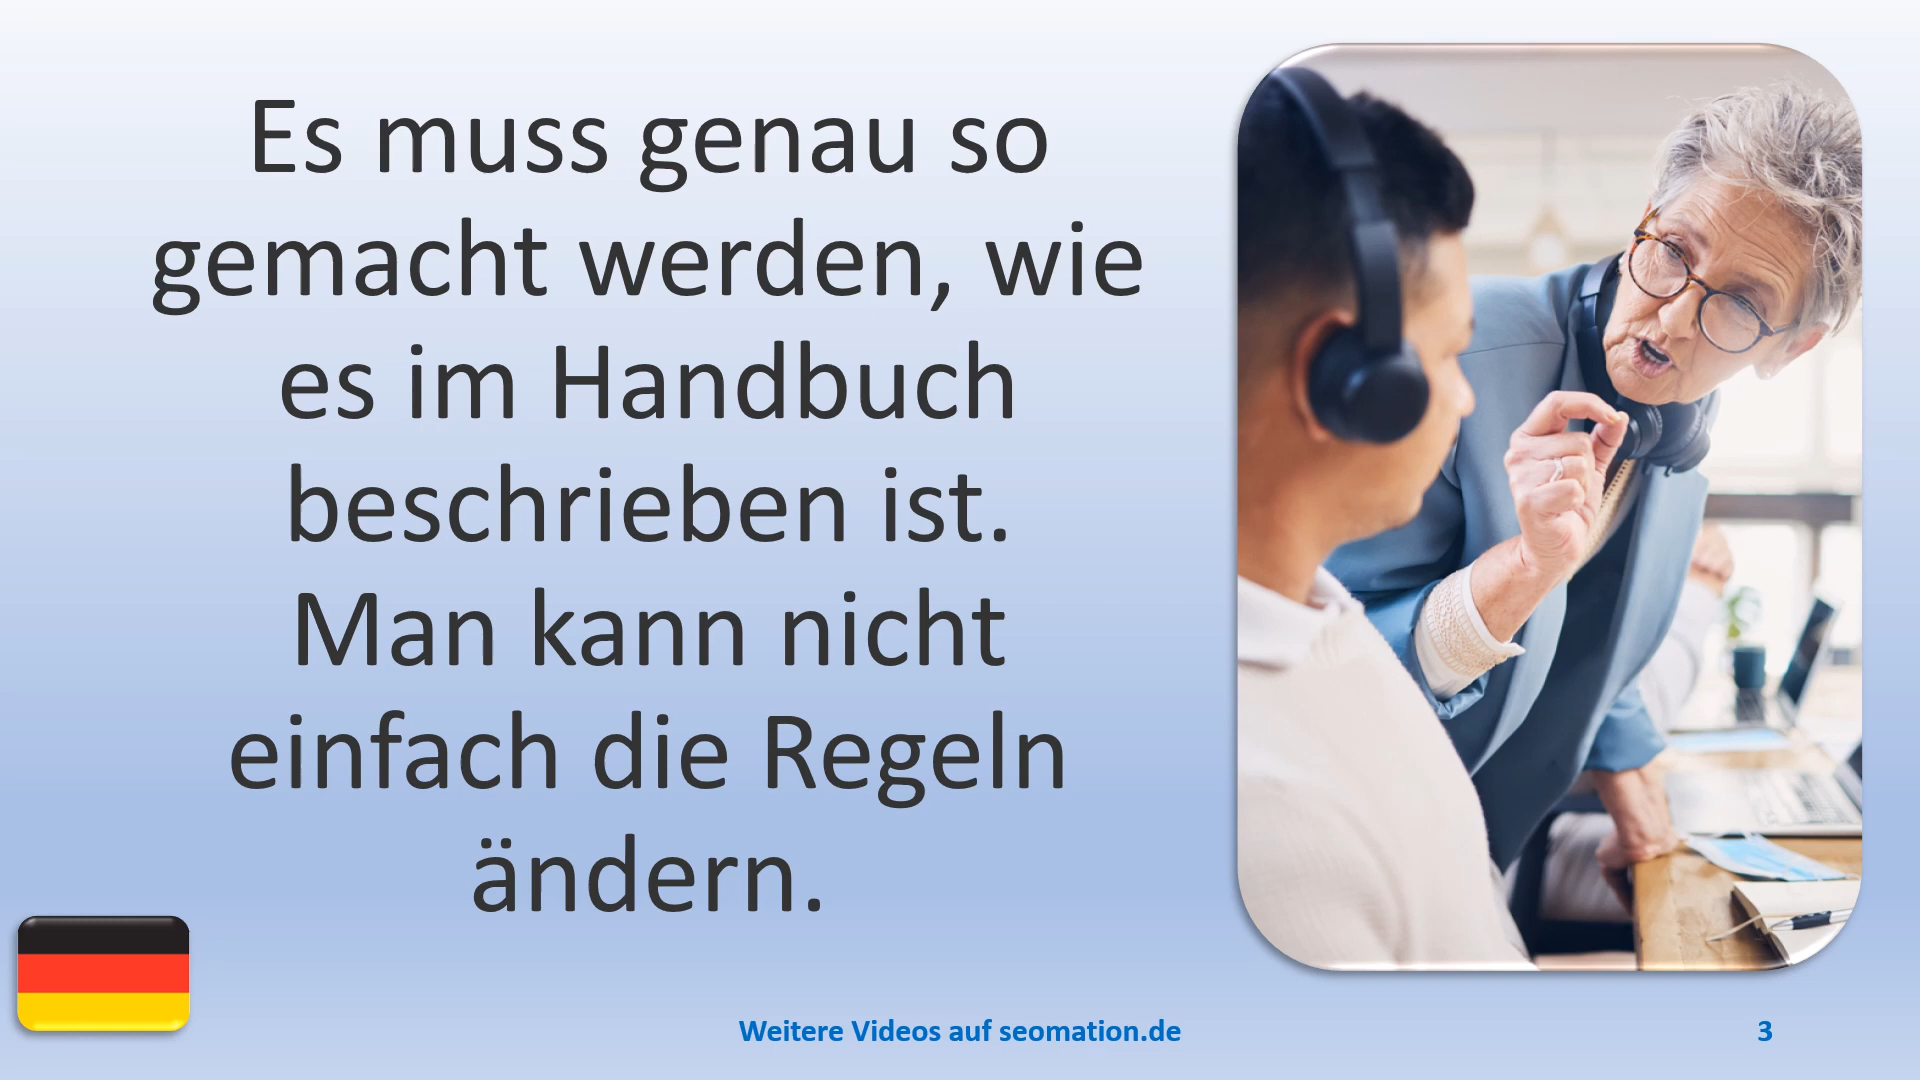 Es muss genau so
gemacht werden, wie
es im Handbuch
beschrieben ist.
Man kann nicht
einfach die Regeln
ändern.
Weitere Videos auf seomation.de
3